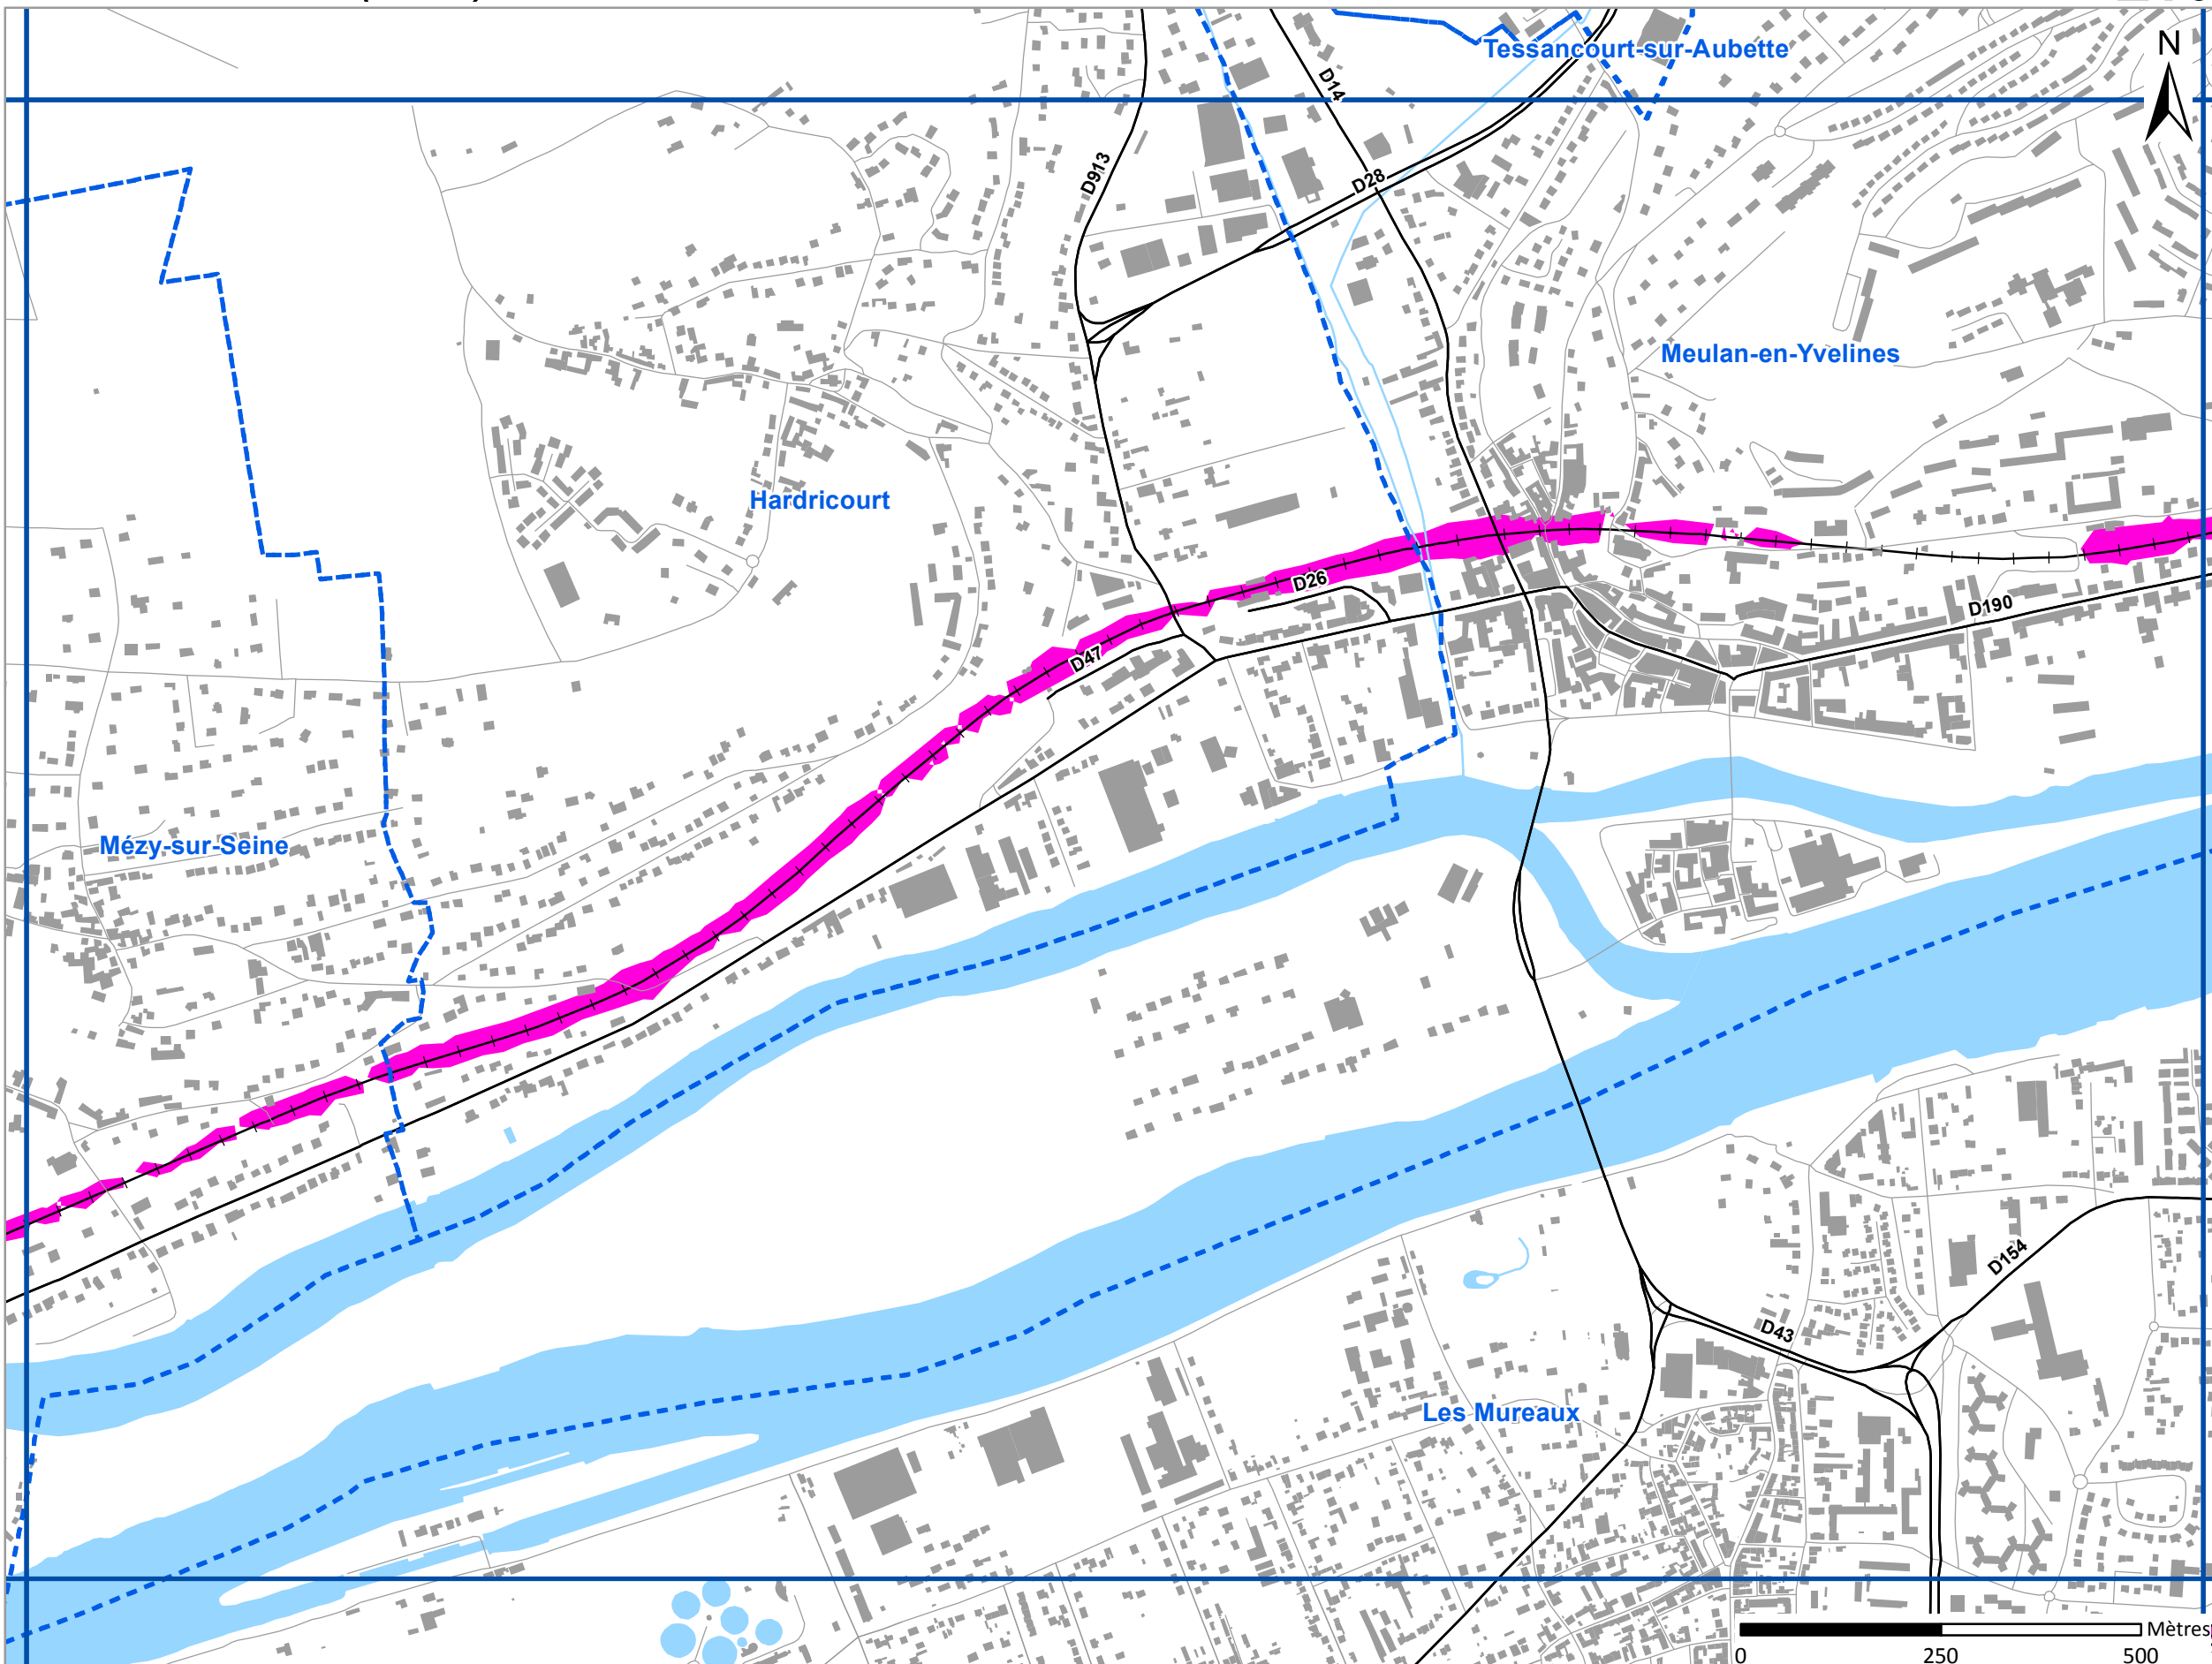 Tessancourt-sur-Aubette
N
D14
D913
D28
Meulan-en-Yvelines
Hardricourt
D26
D190
D47
Mézy-sur-Seine
D154
D43
Les Mureaux
Mètres
0 250 500